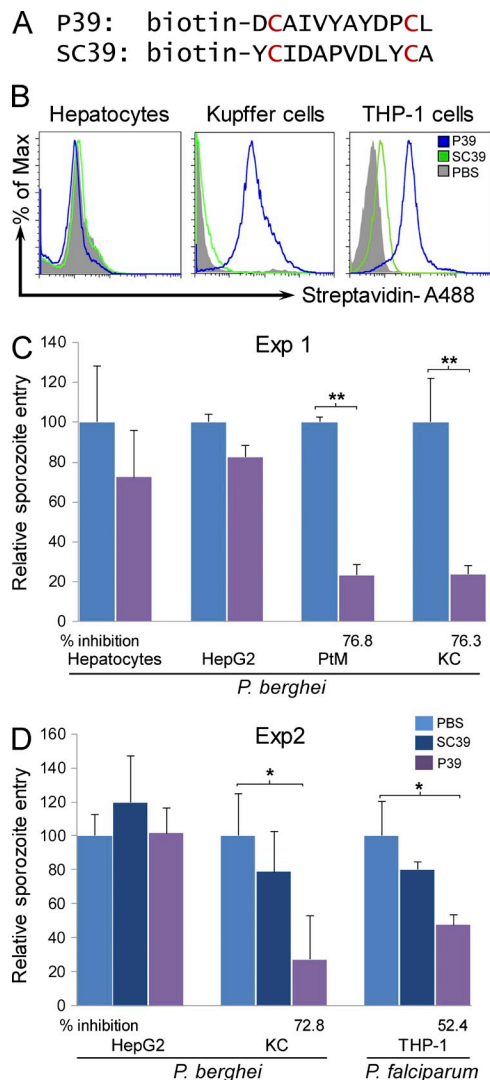 A
P39: biotin-DCAIVYAYDPCL
SC39: biotin-YCIDAPVDLYCA
B
Hepatocytes Kupffer cells THP-1 cells
P39
SC39
PBS
% of Max
Streptavidin-A488
C
Exp 1
140
120
100
80
60
40
20
0
Relative sporozoite entry
** **
% inhibition 76.8 76.3
Hepatocytes HepG2 PtM KC
P. berghei
D
Exp2
PBS
SC39
P39
160
140
120
100
80
60
40
20
0
Relative sporozoite entry
* *
% inhibition 72.8 52.4
HepG2 KC THP-1
P. berghei P. falciparum